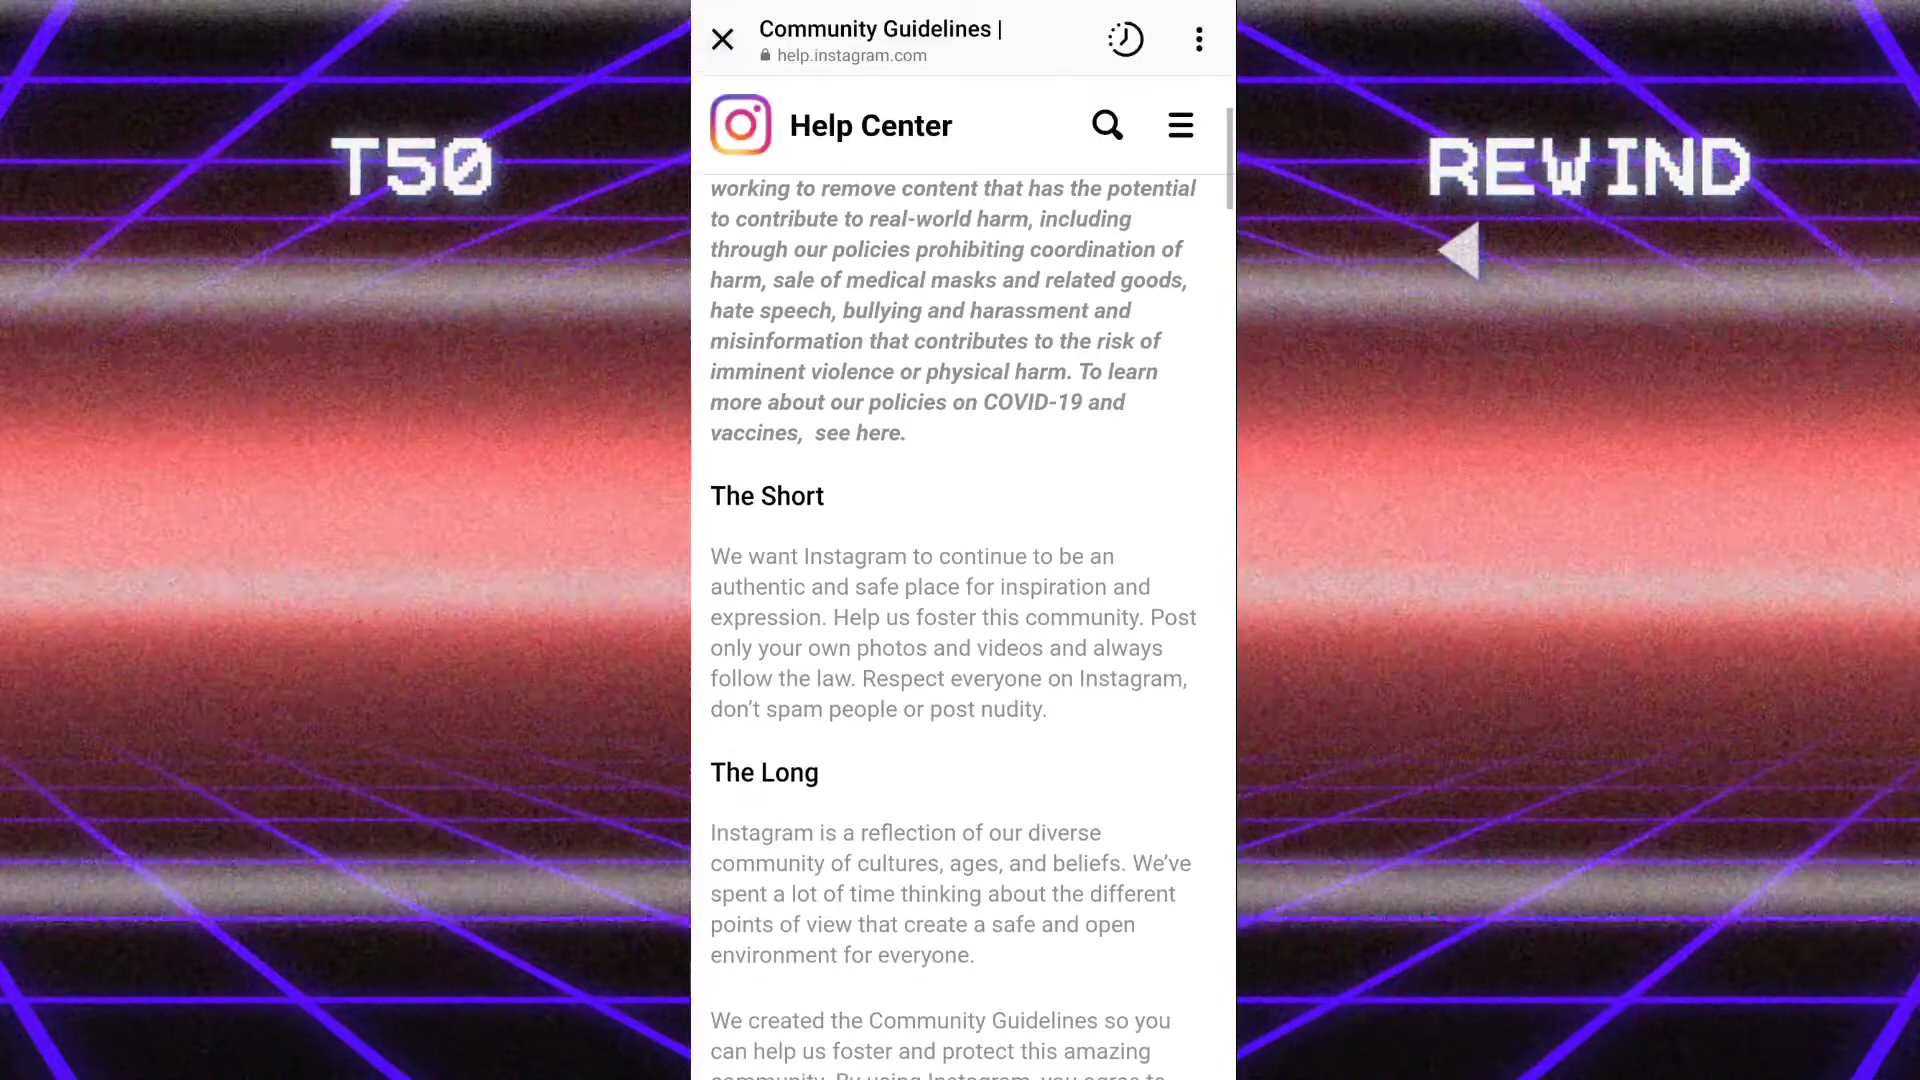 T50
REWIND
Community Guidelines |
help.instagram.com
Help Center
working to remove content that has the potential
to contribute to real-world harm, including
through our policies prohibiting coordination of
harm, sale of medical masks and related goods,
hate speech, bullying and harassment and
misinformation that contributes to the risk of
imminent violence or physical harm. To learn
more about our policies on COVID-19 and
vaccines, see here.
The Short
We want Instagram to continue to be an
authentic and safe place for inspiration and
expression. Help us foster this community. Post
only your own photos and videos and always
follow the law. Respect everyone on Instagram,
don’t spam people or post nudity.
The Long
Instagram is a reflection of our diverse
community of cultures, ages, and beliefs. We’ve
spent a lot of time thinking about the different
points of view that create a safe and open
environment for everyone.
We created the Community Guidelines so you
can help us foster and protect this amazing
community. By using Instagram, you agree to